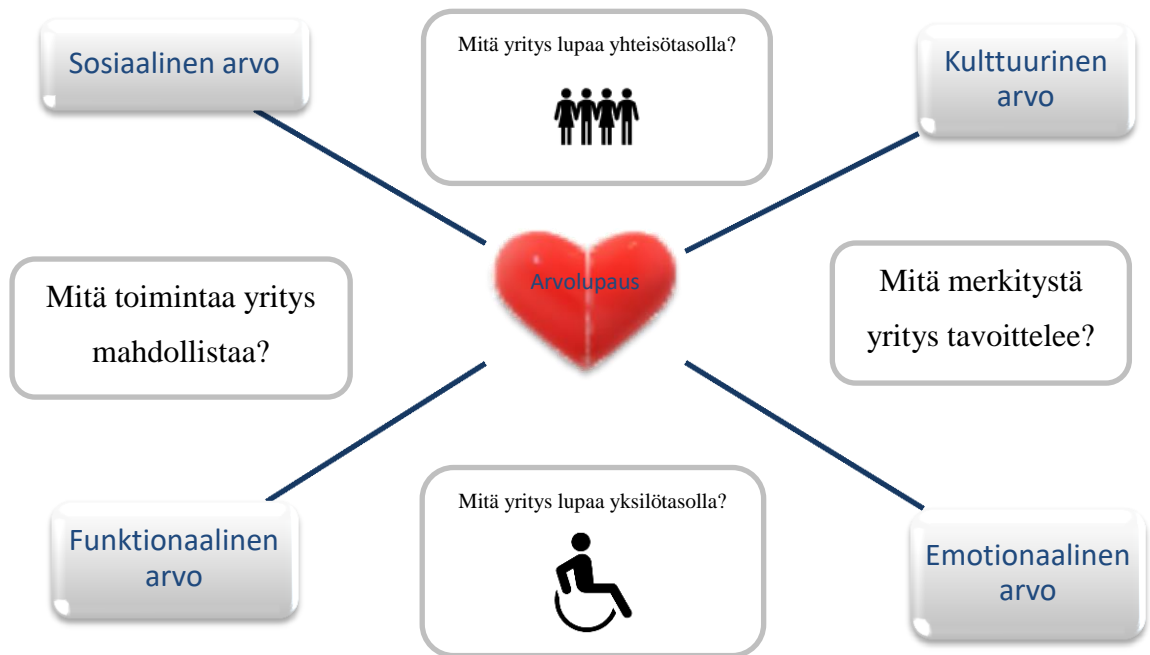 Sosiaalinen arvo
Mitä yritys lupaa yhteisötasolla?
Kulttuurinen
arvo
Mitä toimintaa yritys
mahdollistaa?
Arvolupaus
Mitä merkitystä
yritys tavoittelee?
Funktionaalinen
arvo
Mitä yritys lupaa yksilötasolla?
Emotionaalinen
arvo